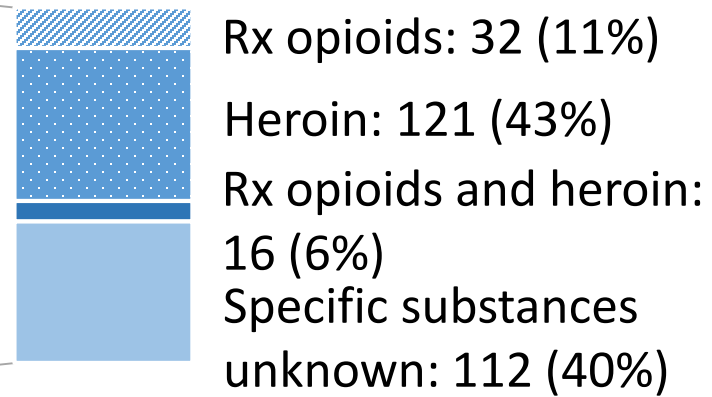 Rx opioids: 32 (11%)
Heroin: 121 (43%)
Rx opioids and heroin:
16 (6%)
Specific substances
unknown: 112 (40%)